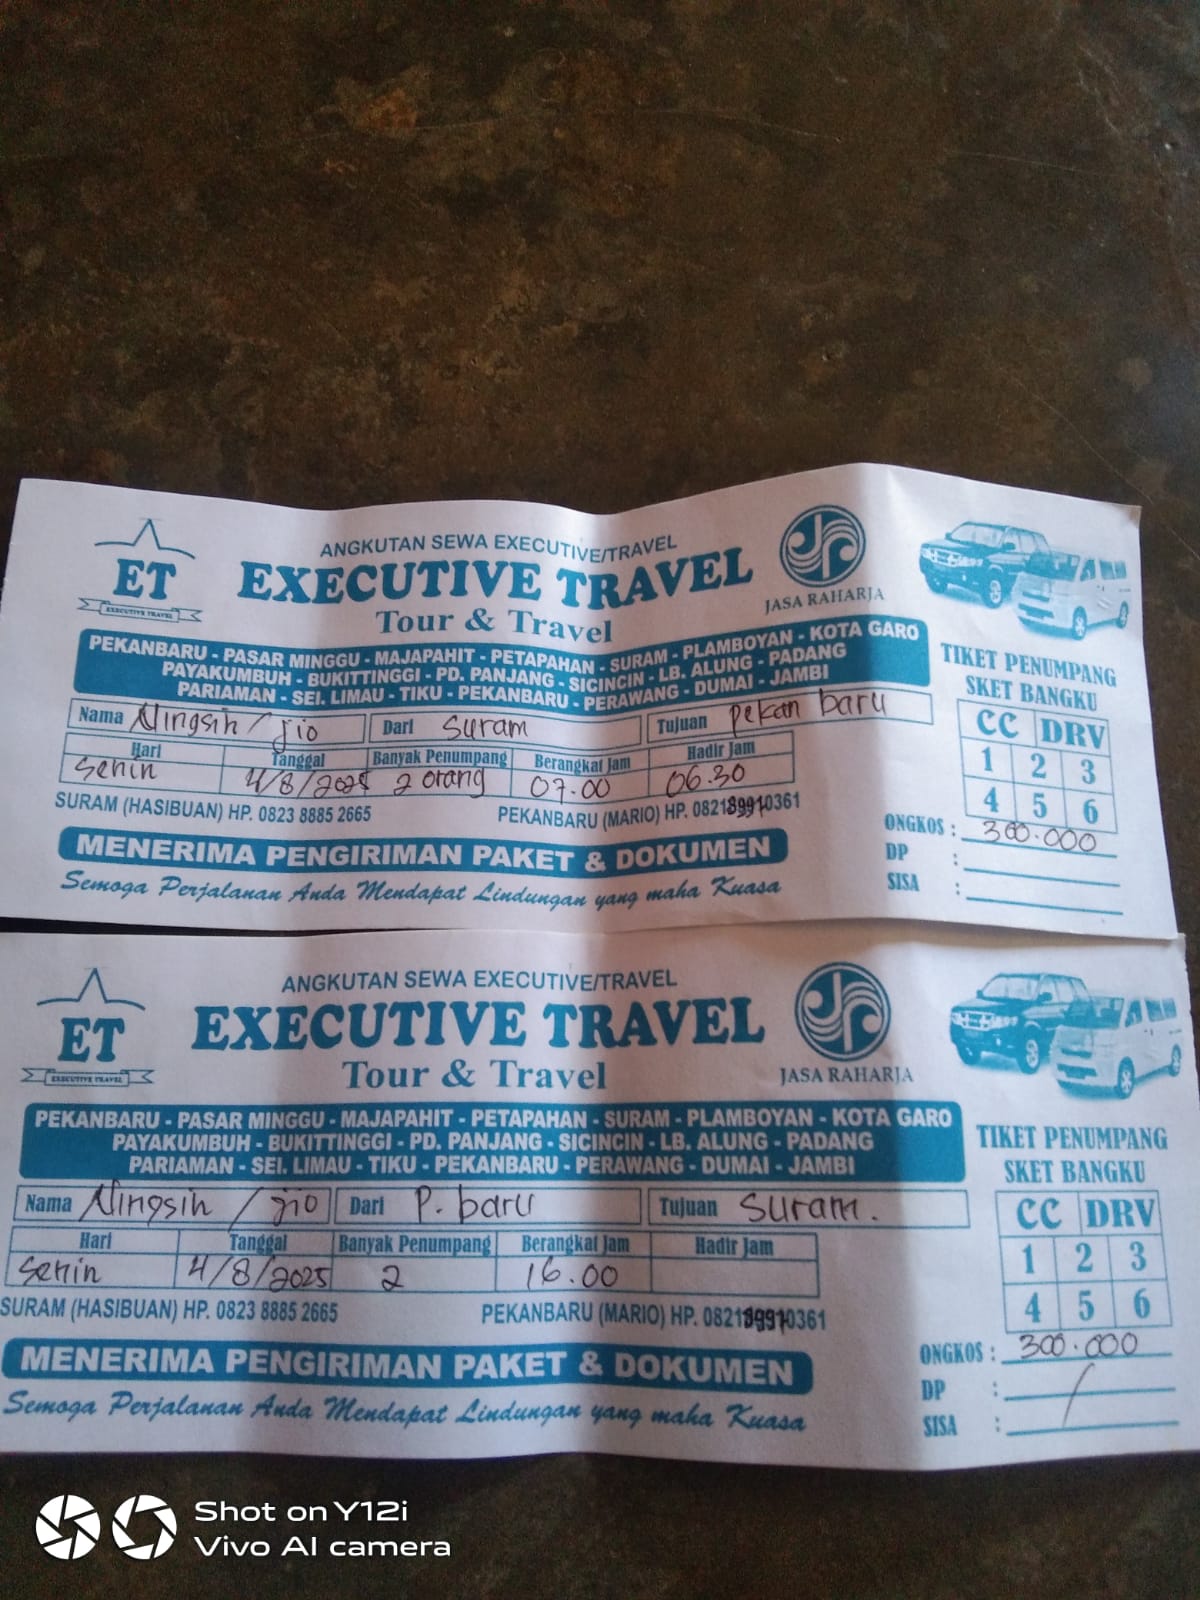 ANGKUTAN SEWA EXECUTIVE/TRAVEL
ET
EXECUTIVE TRAVEL
EXECUTIVE TRAVEL
Tour & Travel
JASA RAHARJA
PEKANBARU - PASAR MINGGU - MAJAPAHIT - PETAPAHAN - SURAM - PLAMBOYAN - KOTA GARO
PAYAKUMBUH - BUKITTINGGI - PD. PANJANG - SICINCIN - LB. ALUNG - PADANG
PARIAMAN - SEI. LIMAU - TIKU - PEKANBARU - PERAWANG - DUMAI - JAMBI
Nama Ningsih / jio Dari Suram Tujuan Pekan baru
Hari Tanggal Banyak Penumpang Berangkat Jam Hadir Jam
Senin 4/8/2025 2 orang 07.00 06.30
SURAM (HASIBUAN) HP. 0823 8885 2665 PEKANBARU (MARIO) HP.
MENERIMA PENGIRIMAN PAKET & DOKUMEN
Semoga Perjalanan Anda Mendapat Lindungan yang maha Kuasa
TIKET PENUMPANG
SKET BANGKU
CC DRV
1 2 3
4 5 6
ONGKOS : 300.000
DP :
SISA :
ANGKUTAN SEWA EXECUTIVE/TRAVEL
ET
EXECUTIVE TRAVEL
EXECUTIVE TRAVEL
Tour & Travel
JASA RAHARJA
PEKANBARU - PASAR MINGGU - MAJAPAHIT - PETAPAHAN - SURAM - PLAMBOYAN - KOTA GARO
PAYAKUMBUH - BUKITTINGGI - PD. PANJANG - SICINCIN - LB. ALUNG - PADANG
PARIAMAN - SEI. LIMAU - TIKU - PEKANBARU - PERAWANG - DUMAI - JAMBI
Nama Ningsih / jio Dari P. baru Tujuan Suram.
Hari Tanggal Banyak Penumpang Berangkat Jam Hadir Jam
Senin 4/8/2025 2 16.00
SURAM (HASIBUAN) HP. 0823 8885 2665 PEKANBARU (MARIO) HP.
MENERIMA PENGIRIMAN PAKET & DOKUMEN
Semoga Perjalanan Anda Mendapat Lindungan yang maha Kuasa
TIKET PENUMPANG
SKET BANGKU
CC DRV
1 2 3
4 5 6
ONGKOS : 300.000
DP :
SISA :
Shot on Y12i
Vivo AI camera